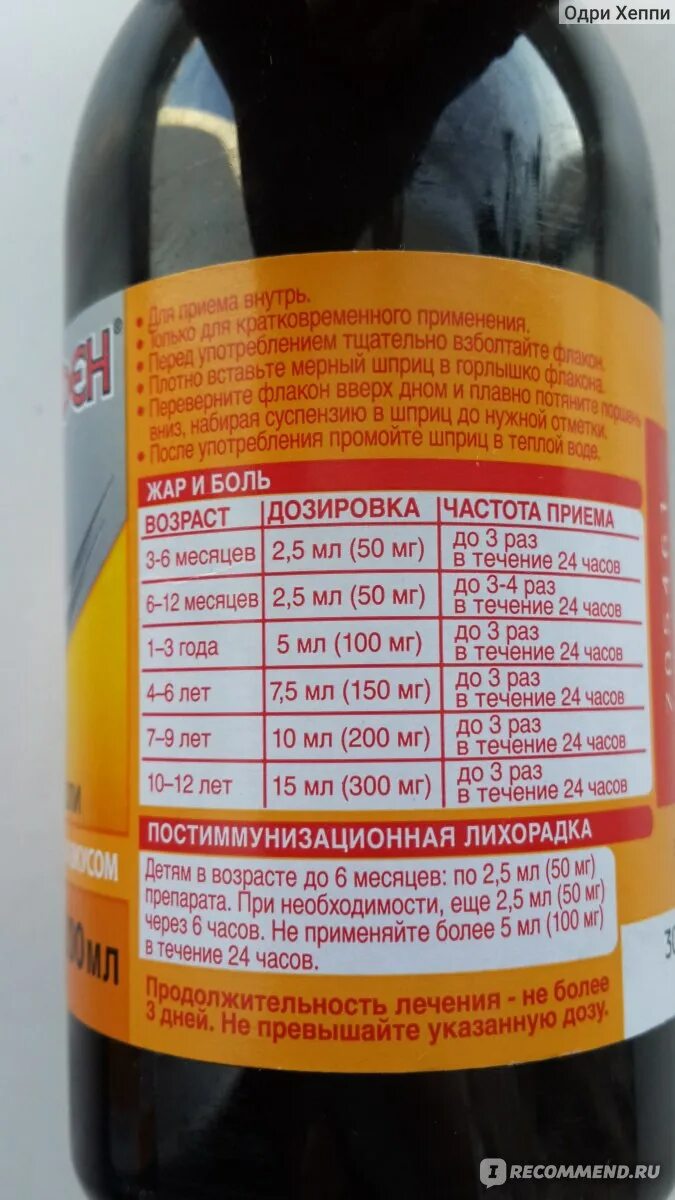 Одри Хеппи
• Для приема внутрь.
• Только для кратковременного применения.
• Перед употреблением тщательно взболтайте флакон.
• Плотно вставьте мерный шприц в горлышко флакона.
• Переверните флакон вверх дном и плавно потяните поршень
вниз, набирая суспензию в шприц до нужной отметки.
• После употребления промойте шприц в теплой воде.
ЖАР И БОЛЬ
ВОЗРАСТ ДОЗИРОВКА ЧАСТОТА ПРИЕМА
3-6 месяцев 2,5 мл (50 мг) до 3 раз
в течение 24 часов
6–12 месяцев 2,5 мл (50 мг) до 3-4 раз
в течение 24 часов
1–3 года 5 мл (100 мг) до 3 раз
в течение 24 часов
4–6 лет 7,5 мл (150 мг) до 3 раз
в течение 24 часов
7–9 лет 10 мл (200 мг) до 3 раз
в течение 24 часов
10–12 лет 15 мл (300 мг) до 3 раз
в течение 24 часов
ПОСТИММУНИЗАЦИОННАЯ ЛИХОРАДКА
Детям в возрасте до 6 месяцев: по 2,5 мл (50 мг)
препарата. При необходимости, еще 2,5 мл (50 мг)
через 6 часов. Не применяйте более 5 мл (100 мг)
в течение 24 часов.
Продолжительность лечения - не более
3 дней. Не превышайте указанную дозу.
IRECOMMEND.RU